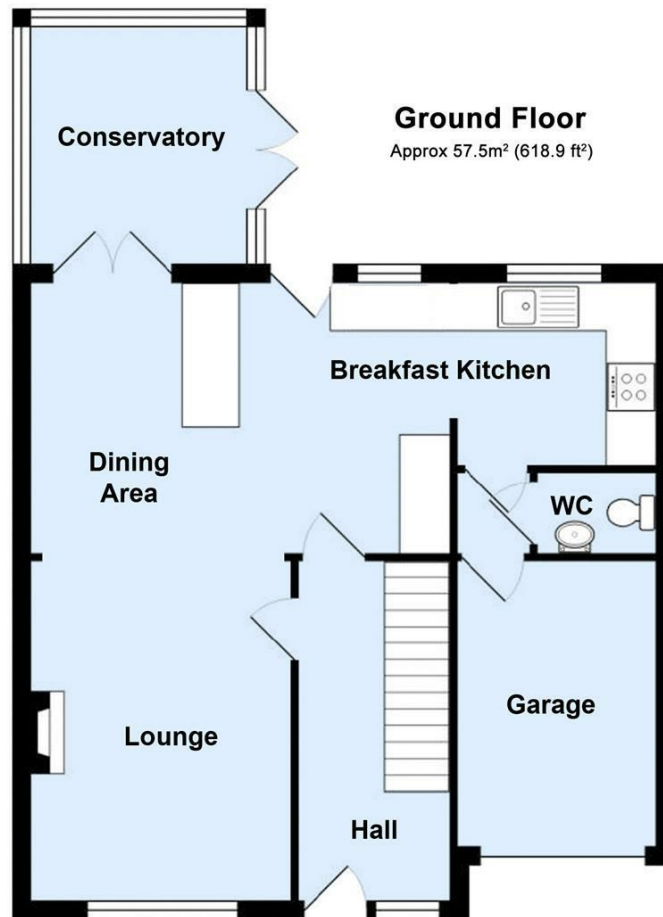 Conservatory
Ground Floor
Approx 57.5m² (618.9 ft²)
Breakfast Kitchen
Dining
Area
WC
Garage
Lounge
Hall